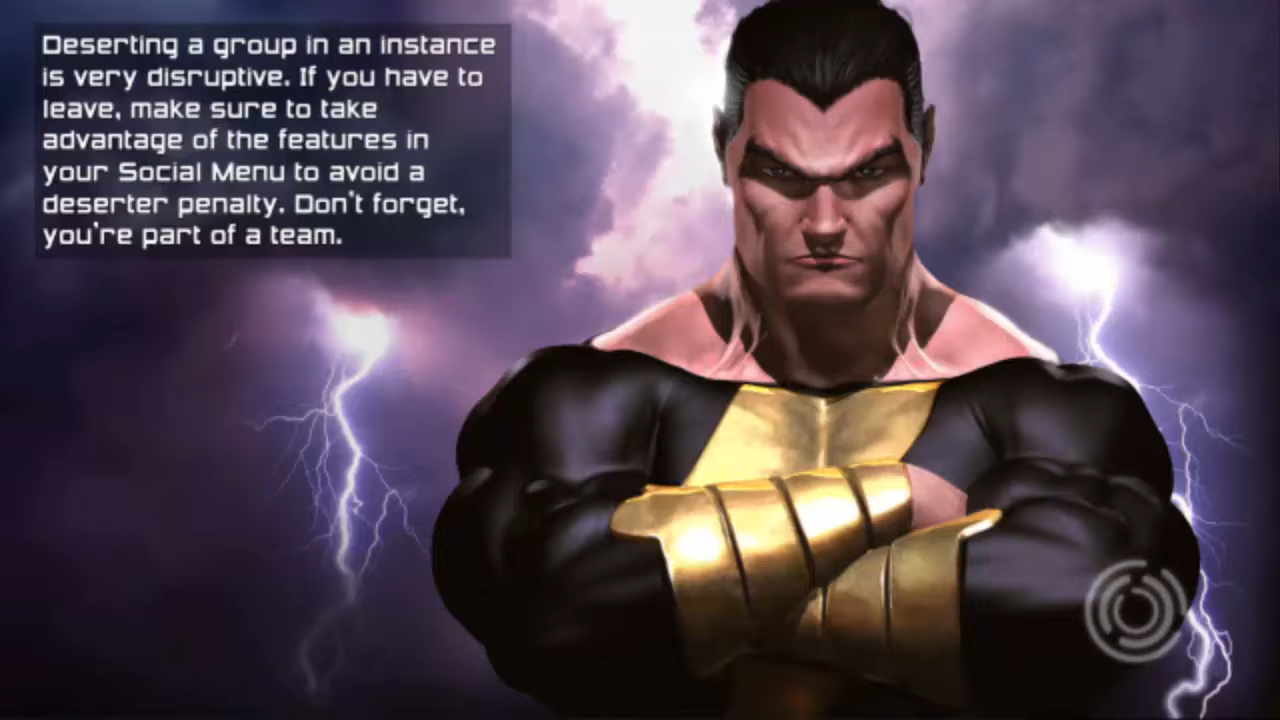 Deserting a group in an instance
is very disruptive. If you have to
leave, make sure to take
advantage of the features in
your Social Menu to avoid a
deserter penalty. Don't forget,
you're part of a team.